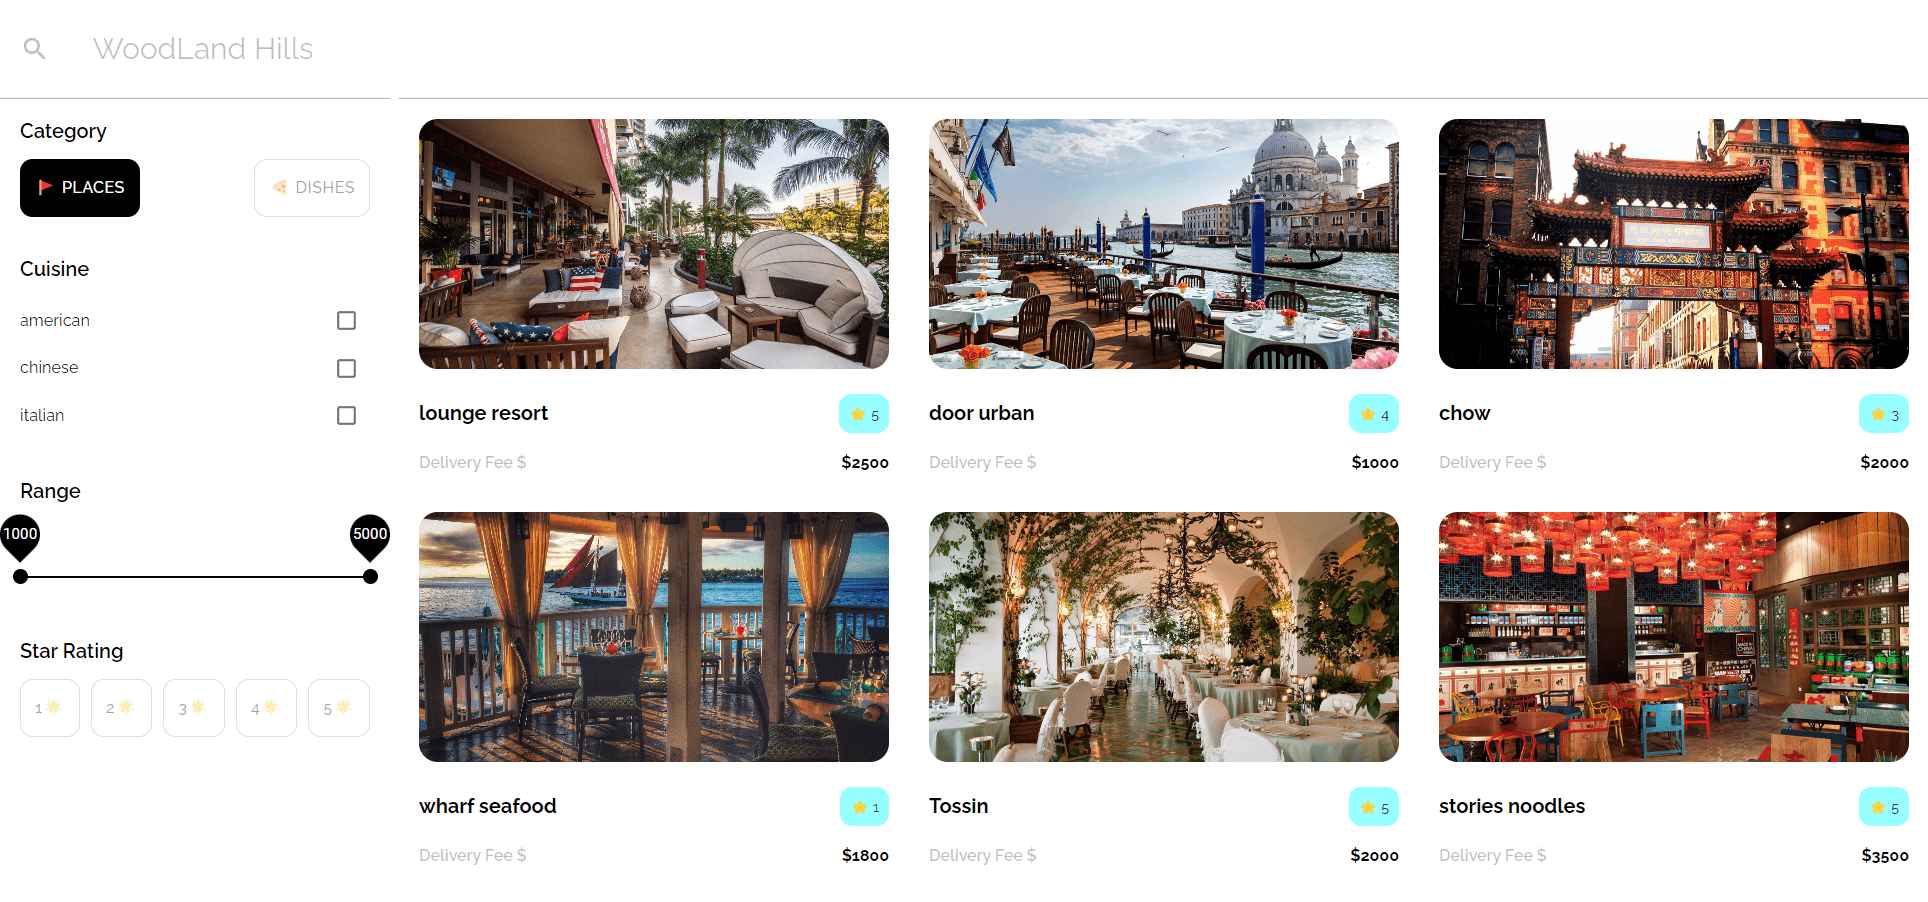 WoodLand Hills
Category
PLACES
DISHES
Cuisine
american
chinese
italian
Range
1000
5000
Star Rating
1
2
3
4
5
lounge resort
5
Delivery Fee $
$2500
door urban
4
Delivery Fee $
$1000
chow
3
Delivery Fee $
$2000
wharf seafood
1
Delivery Fee $
$1800
Tossin
5
Delivery Fee $
$2000
stories noodles
5
Delivery Fee $
$3500